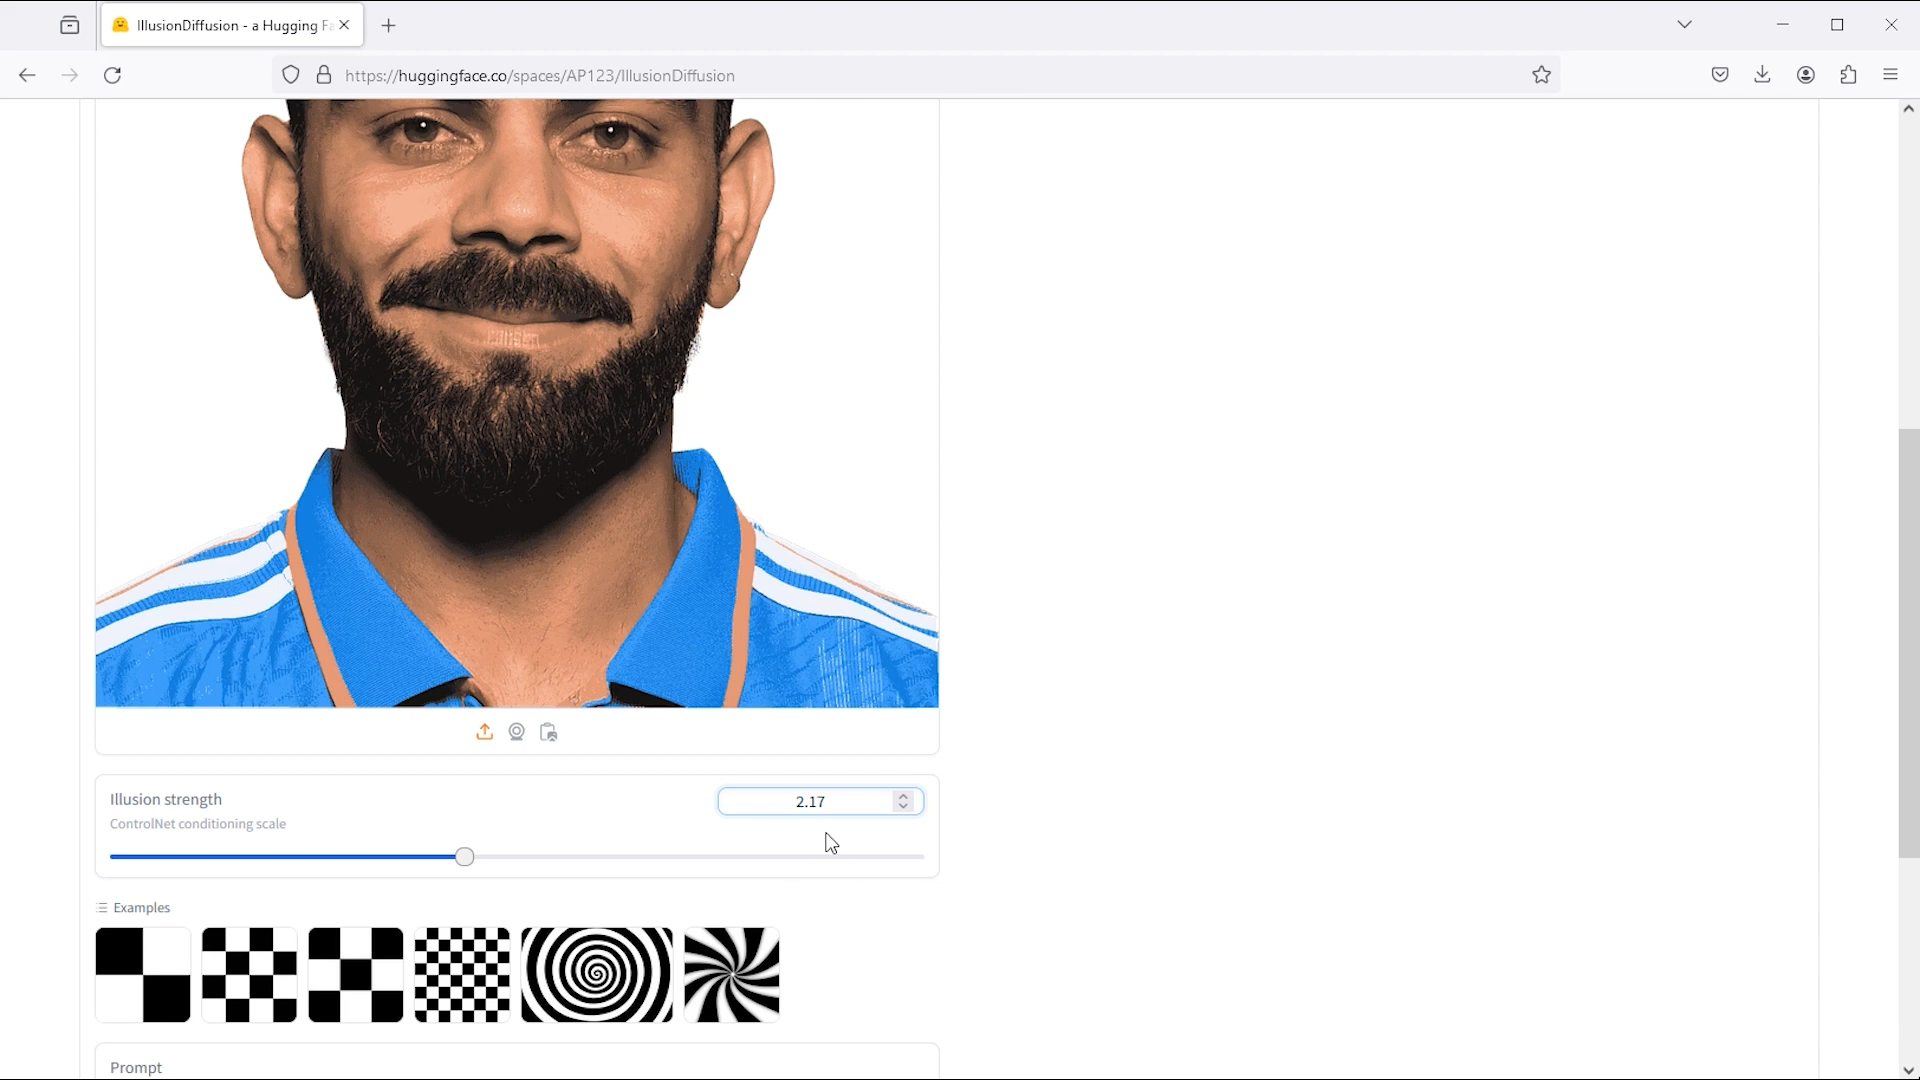 IllusionDiffusion - a Hugging Fa
https://huggingface.co/spaces/AP123/IllusionDiffusion
Illusion strength
2.17
ControlNet conditioning scale
Examples
Prompt